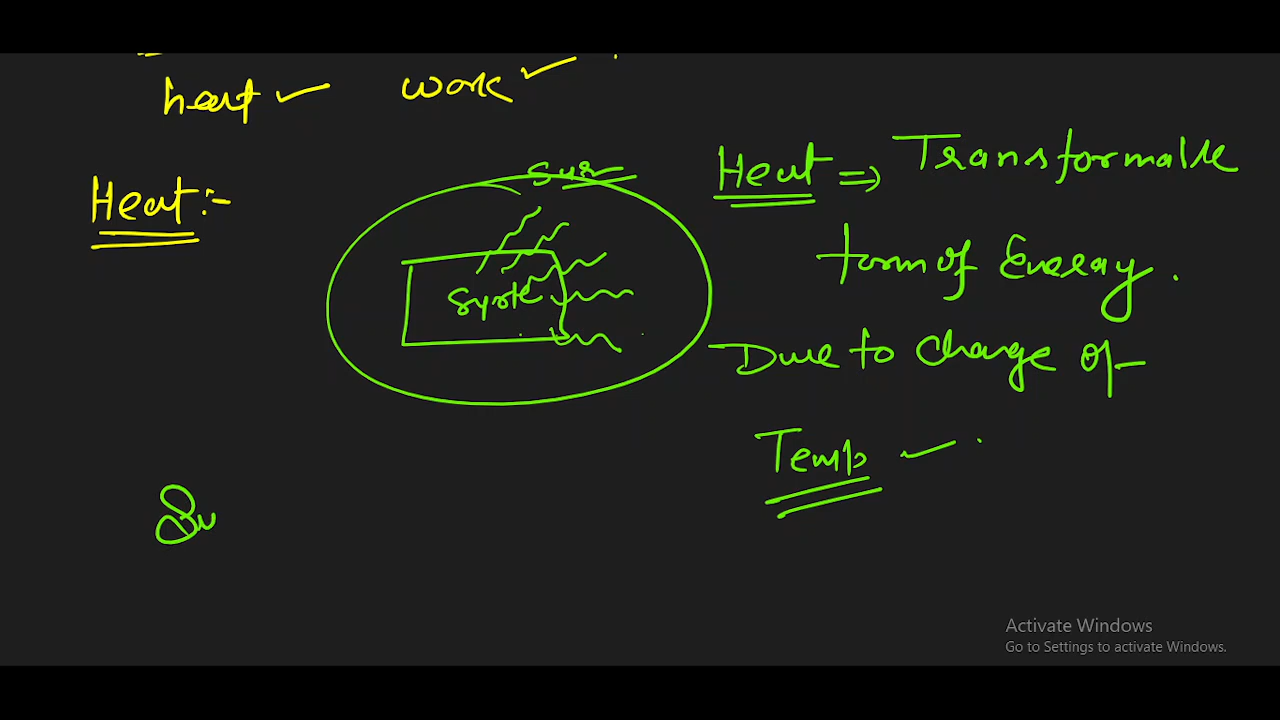 heat work
Heat :-
Sur
Syste
Heat => Transformable
form of Energy.
Due to change of
Temp
Su
Activate Windows
Go to Settings to activate Windows.